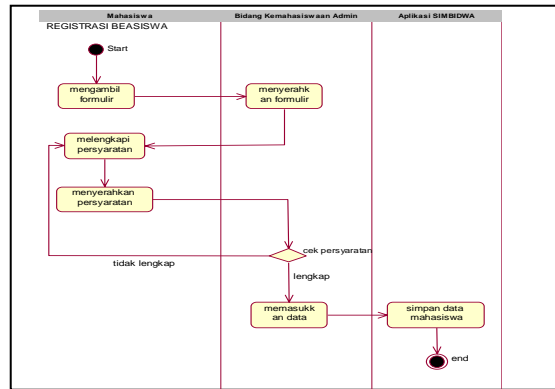 Mahasiswa
Bidang Kemahasiswaan Admin
Aplikasi SIMBIDWA
REGISTRASI BEASISWA
Start
mengambil
formulir
menyerahk
an formulir
melengkapi
persyaratan
menyerahkan
persyaratan
cek persyaratan
tidak lengkap
lengkap
memasukk
an data
simpan data
mahasiswa
end